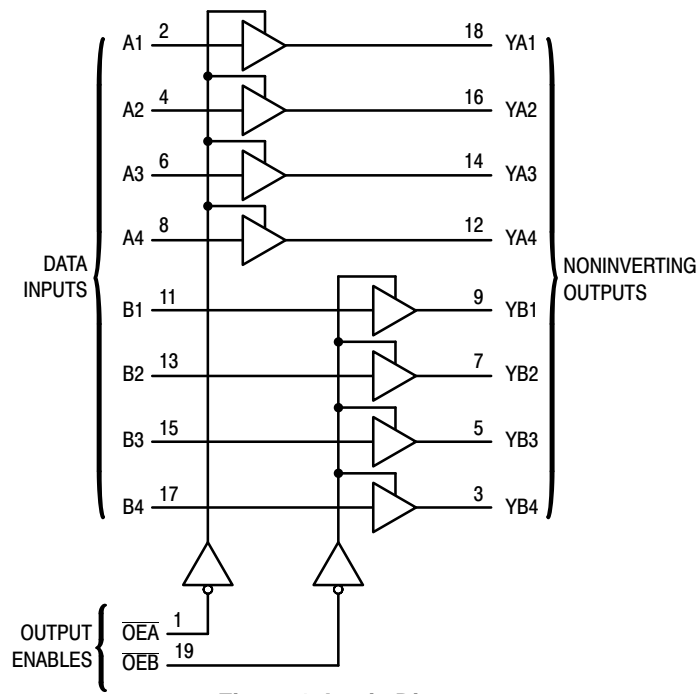 A1 2 18 YA1
A2 4 16 YA2
A3 6 14 YA3
A4 8 12 YA4
DATA
INPUTS
NONINVERTING
OUTPUTS
B1 11 9 YB1
B2 13 7 YB2
B3 15 5 YB3
B4 17 3 YB4
OUTPUT
ENABLES
OEA 1
OEB 19